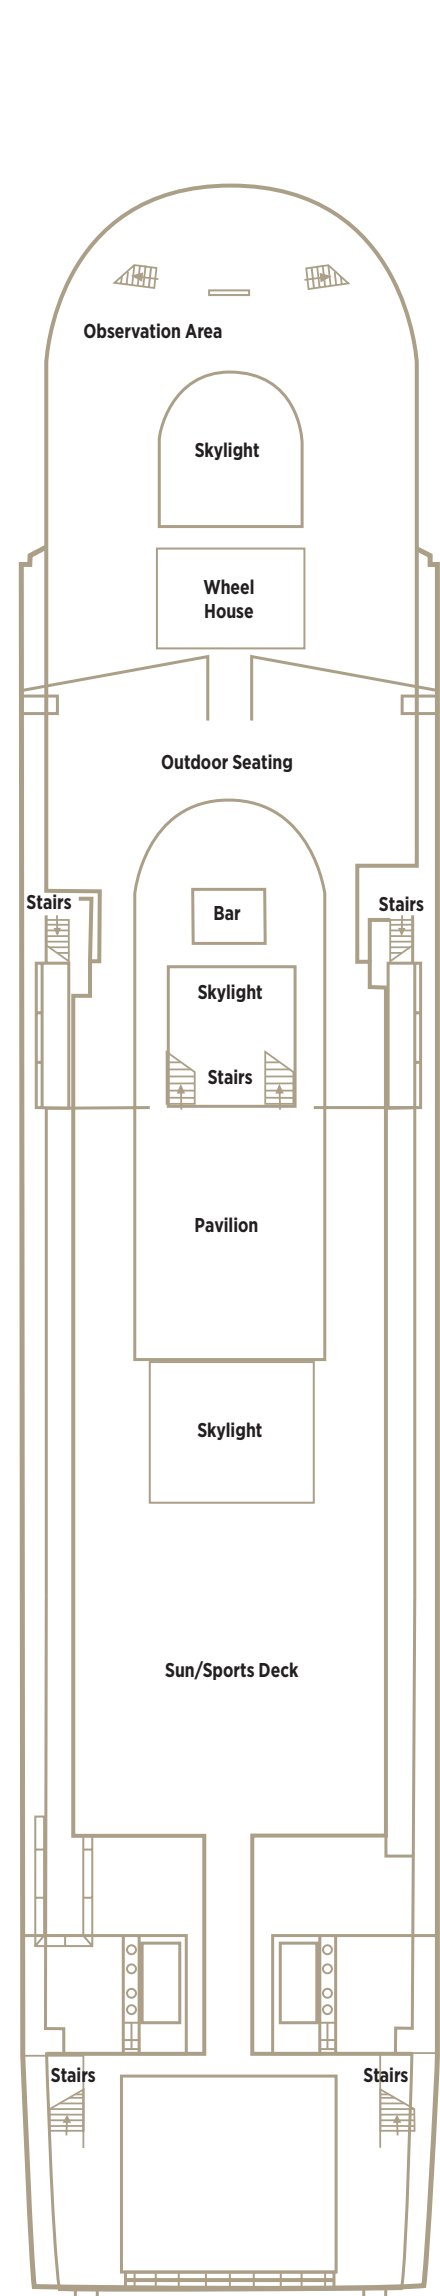 Observation Area
Skylight
Wheel
House
Outdoor Seating
Stairs
Stairs
Bar
Skylight
Stairs
Pavilion
Skylight
Sun/Sports Deck
Stairs
Stairs